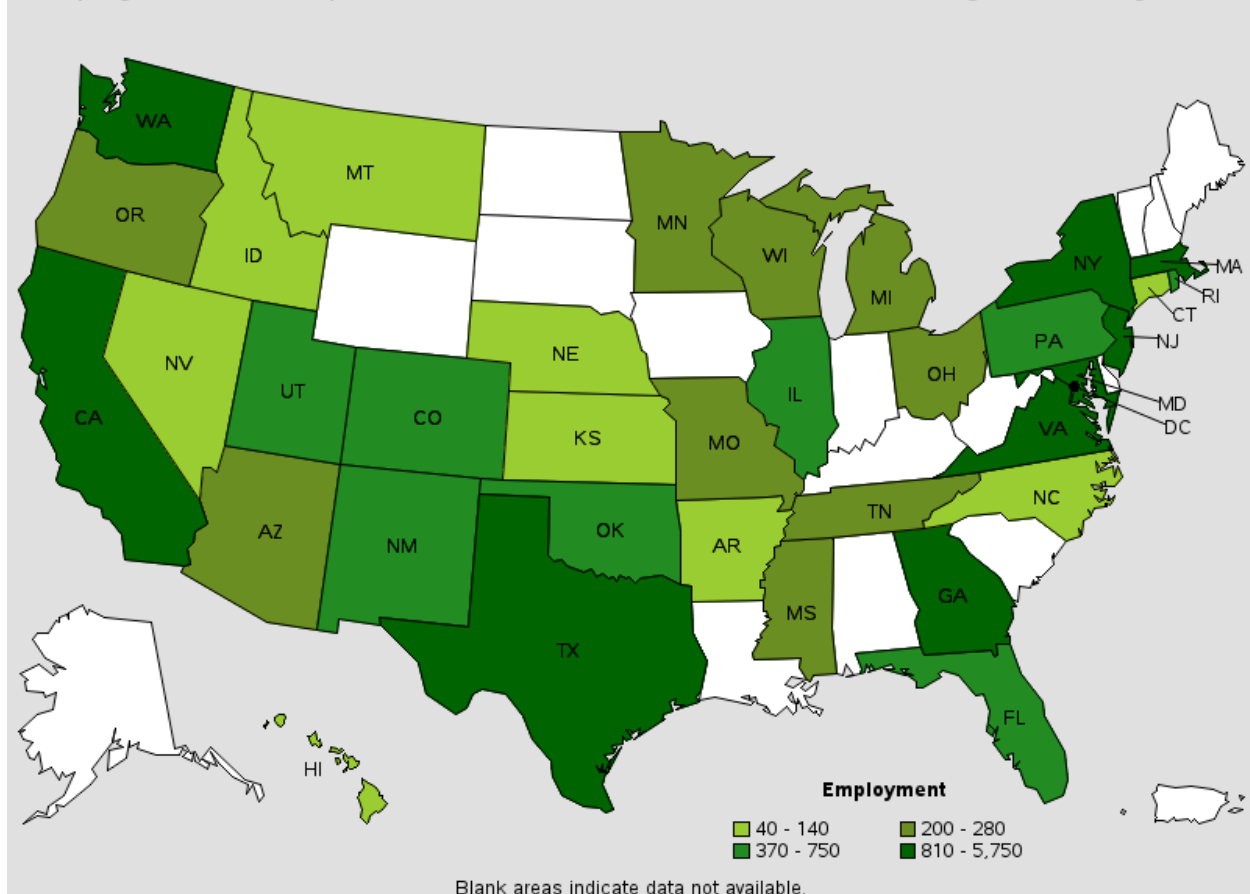 WA
MT
OR
ID
MN
WI
MI
NY
MA
RI
CT
NV
UT
CO
NE
PA
NJ
CA
KS
IL
OH
MO
MD
VA
DC
AZ
NM
OK
AR
TN
NC
MS
GA
TX
FL
HI
Employment
40 - 140
200 - 280
370 - 750
810 - 5,750
Blank areas indicate data not available.